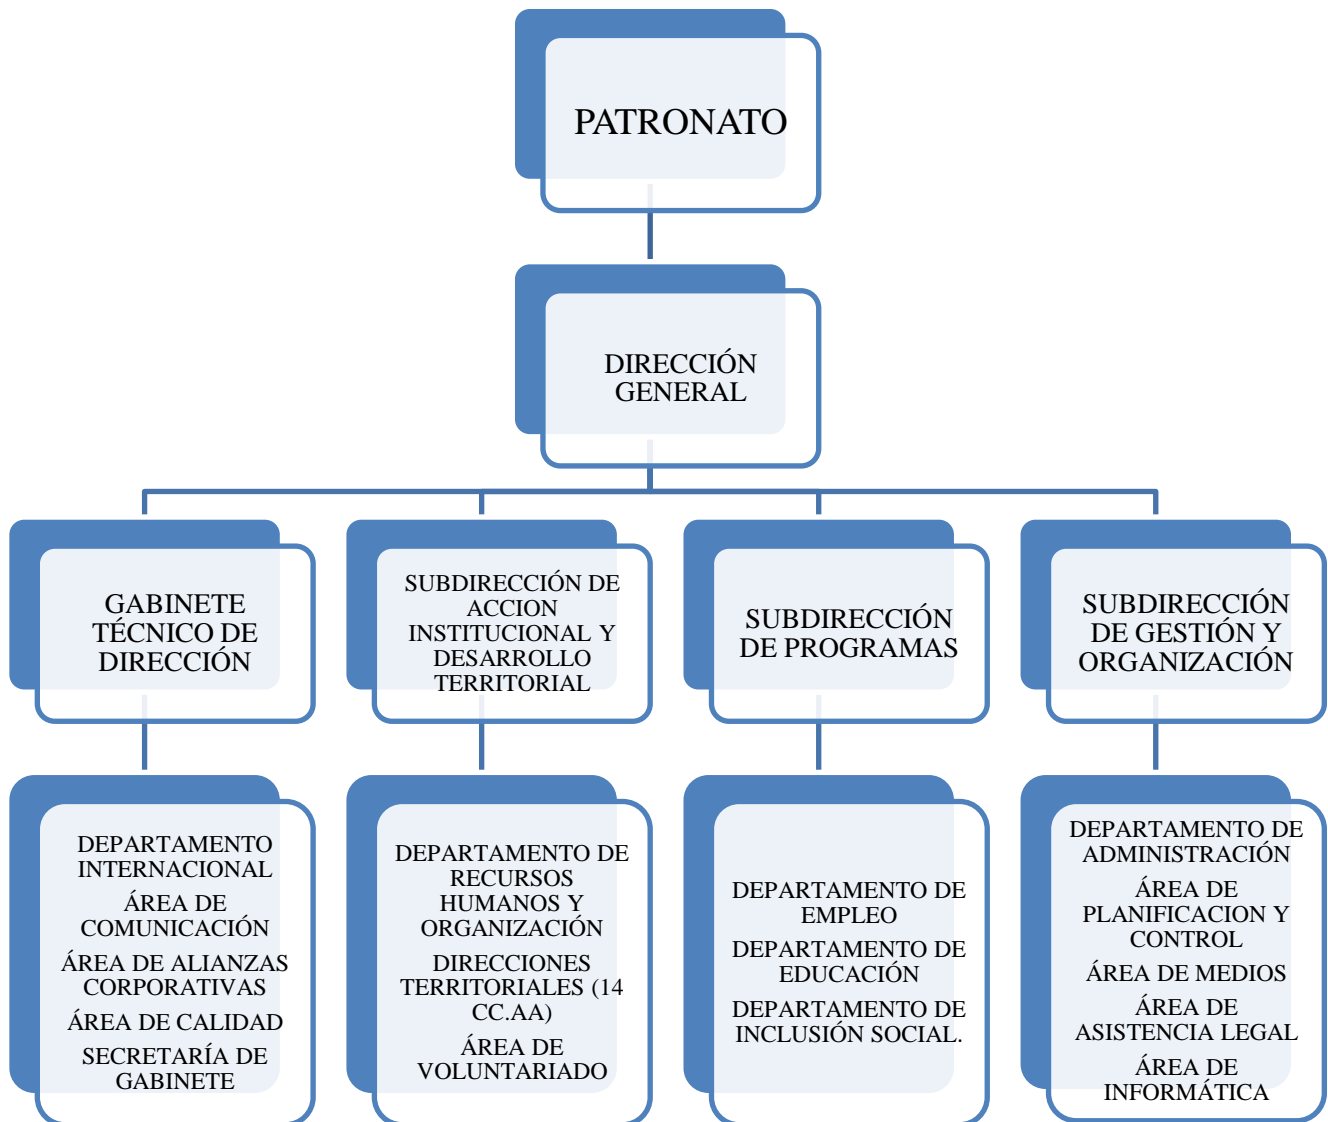 PATRONATO
DIRECCIÓN
GENERAL
GABINETE
TÉCNICO DE
DIRECCIÓN
SUBDIRECCIÓN DE
ACCION
INSTITUCIONAL Y
DESARROLLO
TERRITORIAL
SUBDIRECCIÓN
DE PROGRAMAS
SUBDIRECCIÓN
DE GESTIÓN Y
ORGANIZACIÓN
DEPARTAMENTO
INTERNACIONAL
ÁREA DE
COMUNICACIÓN
ÁREA DE ALIANZAS
CORPORATIVAS
ÁREA DE CALIDAD
SECRETARÍA DE
GABINETE
DEPARTAMENTO DE
RECURSOS
HUMANOS Y
ORGANIZACIÓN
DIRECCIONES
TERRITORIALES (14
CC.AA)
ÁREA DE
VOLUNTARIADO
DEPARTAMENTO DE
EMPLEO
DEPARTAMENTO DE
EDUCACIÓN
DEPARTAMENTO DE
INCLUSIÓN SOCIAL.
DEPARTAMENTO DE
ADMINISTRACIÓN
ÁREA DE
PLANIFICACION Y
CONTROL
ÁREA DE MEDIOS
ÁREA DE
ASISTENCIA LEGAL
ÁREA DE
INFORMÁTICA